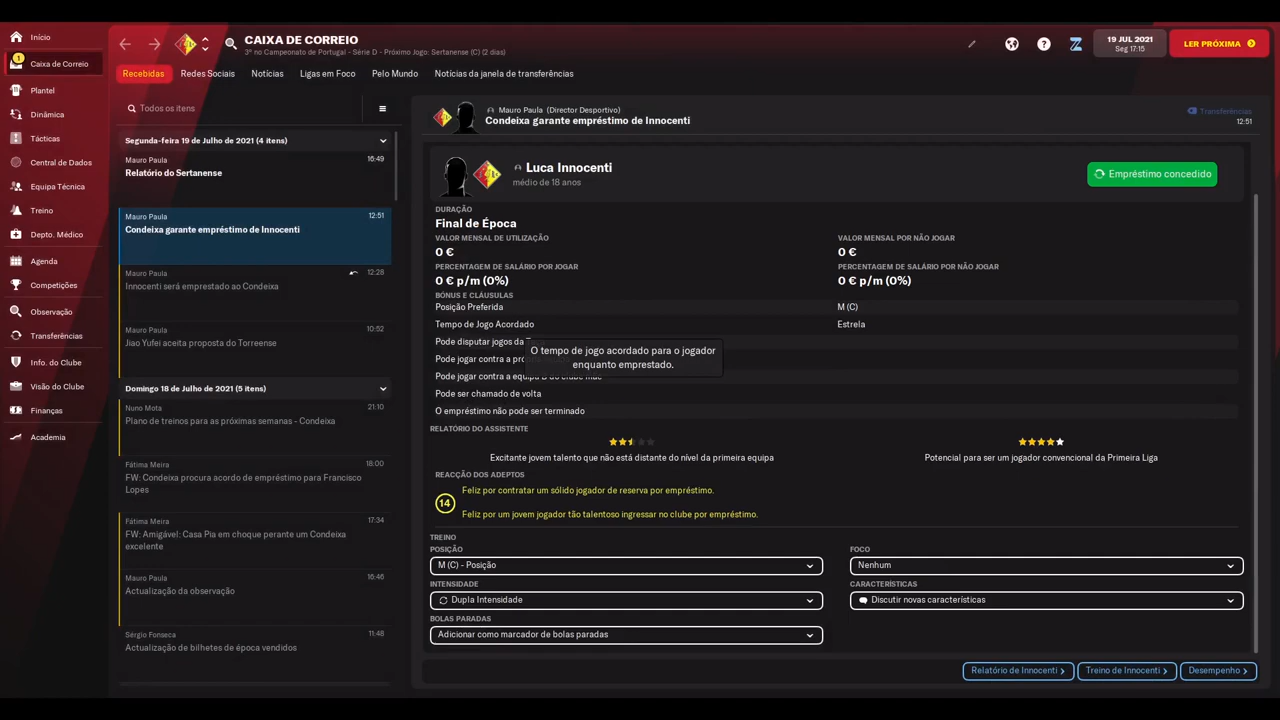 Início
CAIXA DE CORREIO
3º no Campeonato de Portugal - Série D - Próximo Jogo: Sertanense (C) (2 dias)
19 JUL 2021
Seg 17:15
LER PRÓXIMA
1
Caixa de Correio
Recebidas
Redes Sociais
Notícias
Ligas em Foco
Pelo Mundo
Notícias da janela de transferências
Plantel
Dinâmica
Tácticas
Central de Dados
Equipa Técnica
Treino
Depto. Médico
Agenda
Competições
Observação
Transferências
Info. do Clube
Visão do Clube
Finanças
Academia
Todos os itens
Segunda-feira 19 de Julho de 2021 (4 itens)
Mauro Paula 16:49
Relatório do Sertanense
Mauro Paula 12:51
Condeixa garante empréstimo de Innocenti
Mauro Paula 12:28
Innocenti será emprestado ao Condeixa
Mauro Paula 10:52
Jiao Yufei aceita proposta do Torreense
Domingo 18 de Julho de 2021 (5 itens)
Nuno Mota 21:10
Plano de treinos para as próximas semanas - Condeixa
Fátima Meira 18:00
FW: Condeixa procura acordo de empréstimo para Francisco
Lopes
Fátima Meira 17:34
FW: Amigável: Casa Pia em choque perante um Condeixa
excelente
Mauro Paula 16:46
Actualização da observação
Sérgio Fonseca 11:48
Actualização de bilhetes de época vendidos
Mauro Paula (Director Desportivo)
Condeixa garante empréstimo de Innocenti
Transferências
12:51
Luca Innocenti
médio de 18 anos
Empréstimo concedido
DURAÇÃO
Final de Época
VALOR MENSAL DE UTILIZAÇÃO VALOR MENSAL POR NÃO JOGAR
0 € 0 €
PERCENTAGEM DE SALÁRIO POR JOGAR PERCENTAGEM DE SALÁRIO POR NÃO JOGAR
0 € p/m (0%) 0 € p/m (0%)
BÓNUS E CLÁUSULAS
Posição Preferida M (C)
Tempo de Jogo Acordado Estrela
Pode disputar jogos da
O tempo de jogo acordado para o jogador
enquanto emprestado.
Pode jogar contra a
Pode jogar contra a equipa B do clube mãe
Pode ser chamado de volta
O empréstimo não pode ser terminado
RELATÓRIO DO ASSISTENTE
Excitante jovem talento que não está distante do nível da primeira equipa
Potencial para ser um jogador convencional da Primeira Liga
REACÇÃO DOS ADEPTOS
14
Feliz por contratar um sólido jogador de reserva por empréstimo.
Feliz por um jovem jogador tão talentoso ingressar no clube por empréstimo.
TREINO
POSIÇÃO FOCO
M (C) - Posição Nenhum
INTENSIDADE CARACTERÍSTICAS
Dupla Intensidade Discutir novas características
BOLAS PARADAS
Adicionar como marcador de bolas paradas
Relatório de Innocenti
Treino de Innocenti
Desempenho